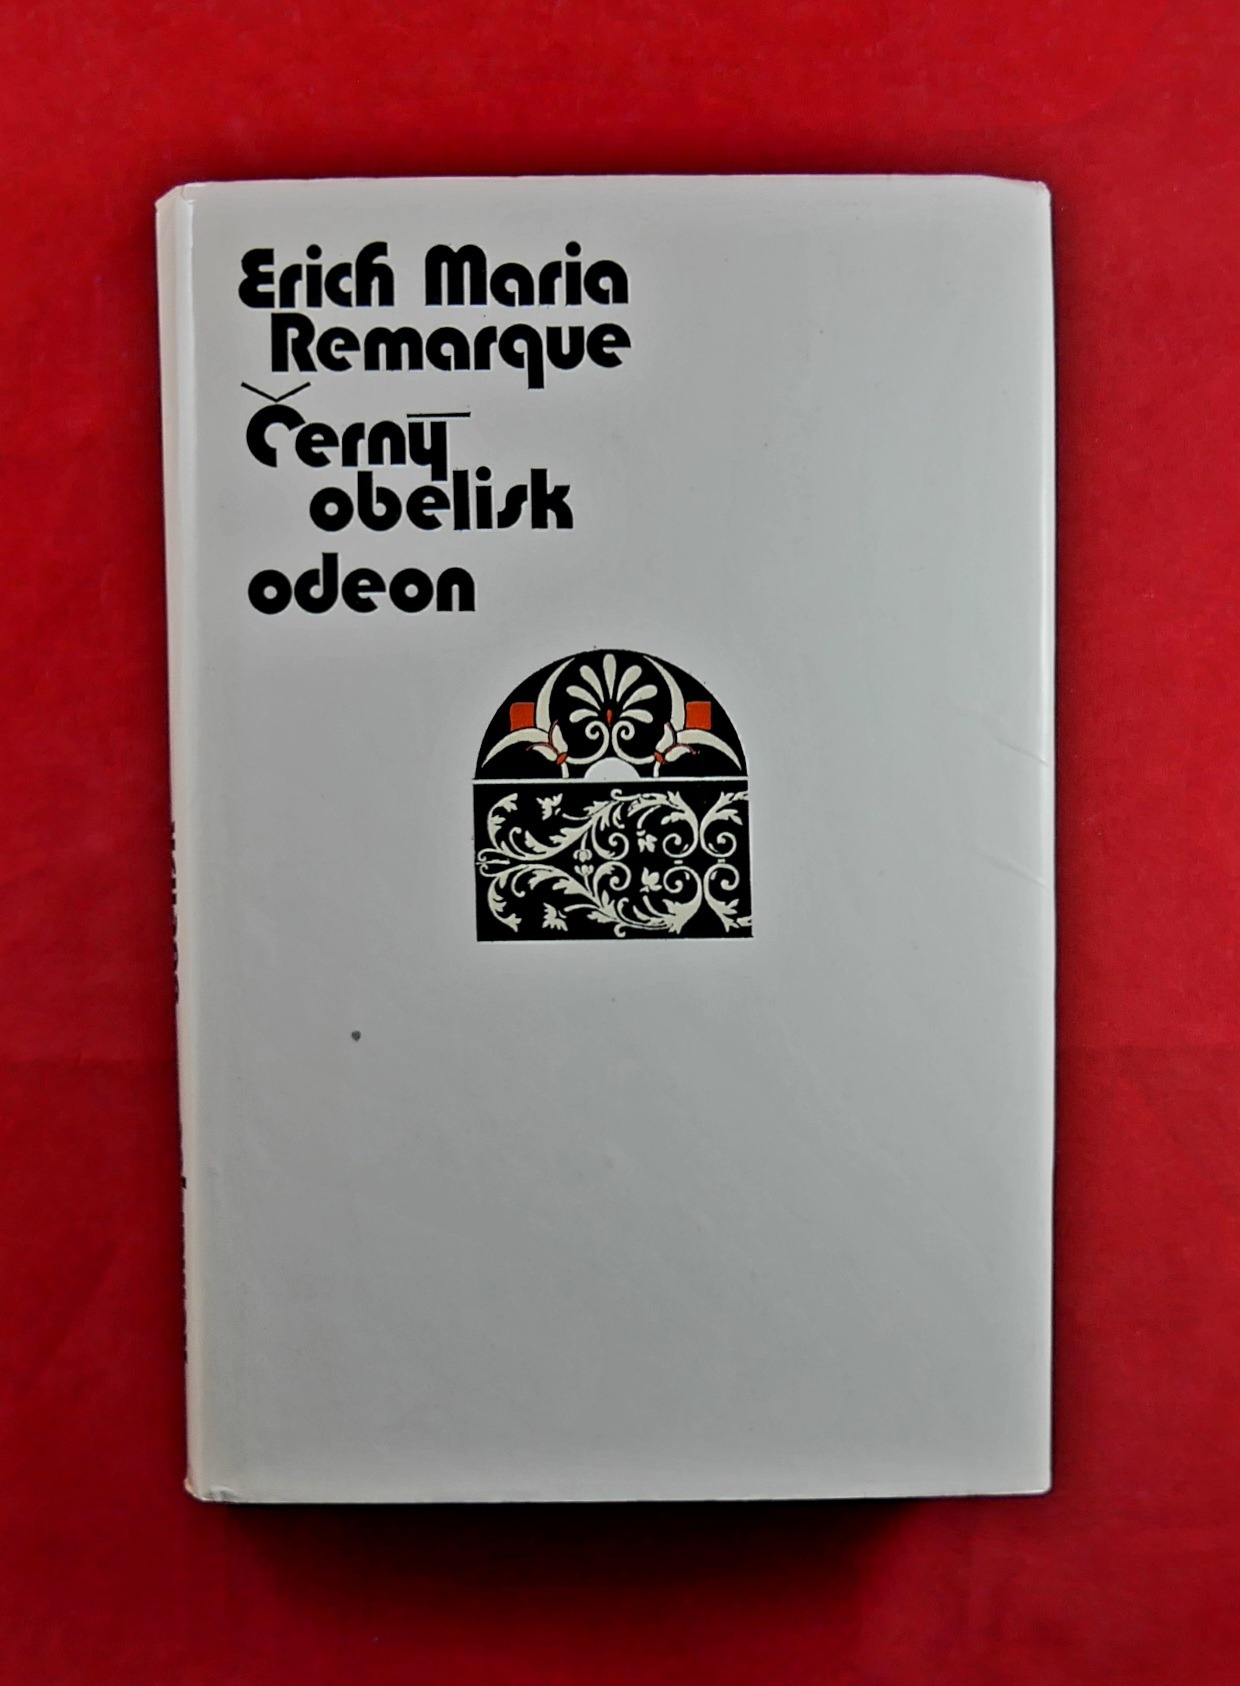 Erich Maria
Remarque
Černý
obelisk
odeon